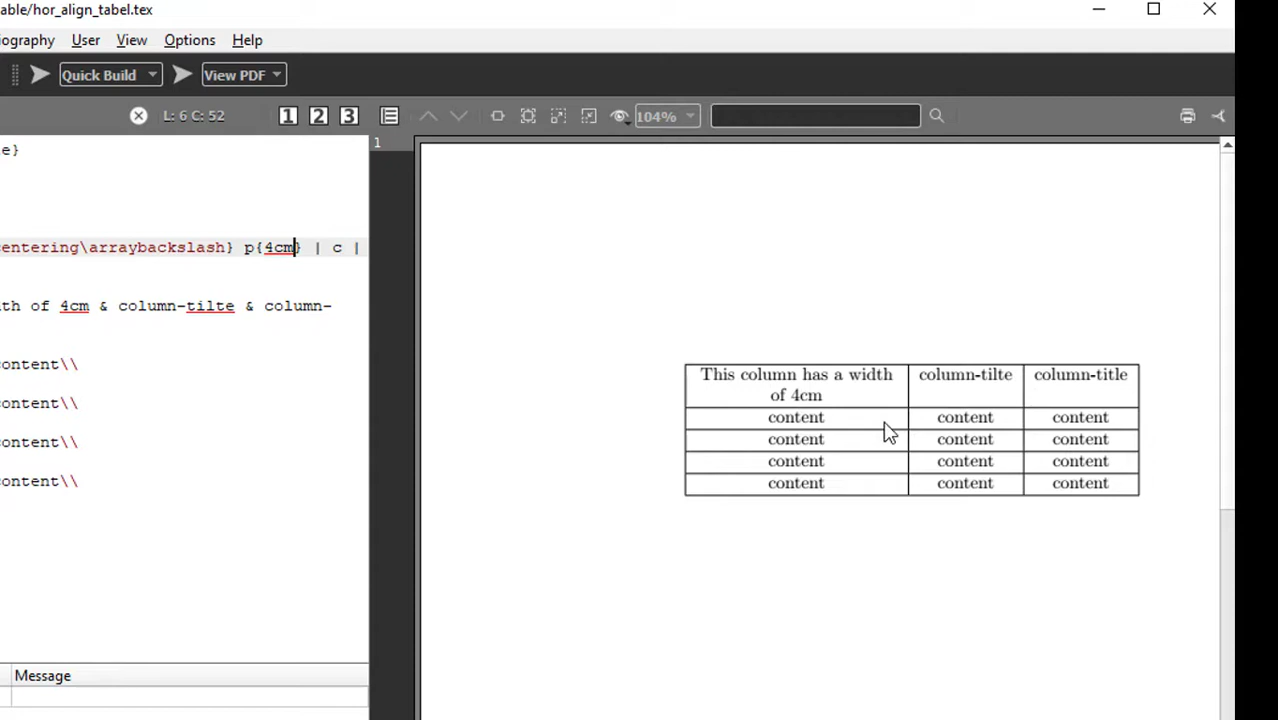 able/hor_align_tabel.tex
iography User View Options Help
Quick Build View PDF
L: 6 C: 52 1 2 3 104%
1
le}
entering\arraybackslash} p{4cm} | c |
th of 4cm & column-tilte & column-
ontent\\
ontent\\
ontent\\
ontent\\
Message
This column has a width column-tilte column-title
of 4cm
content content content
content content content
content content content
content content content